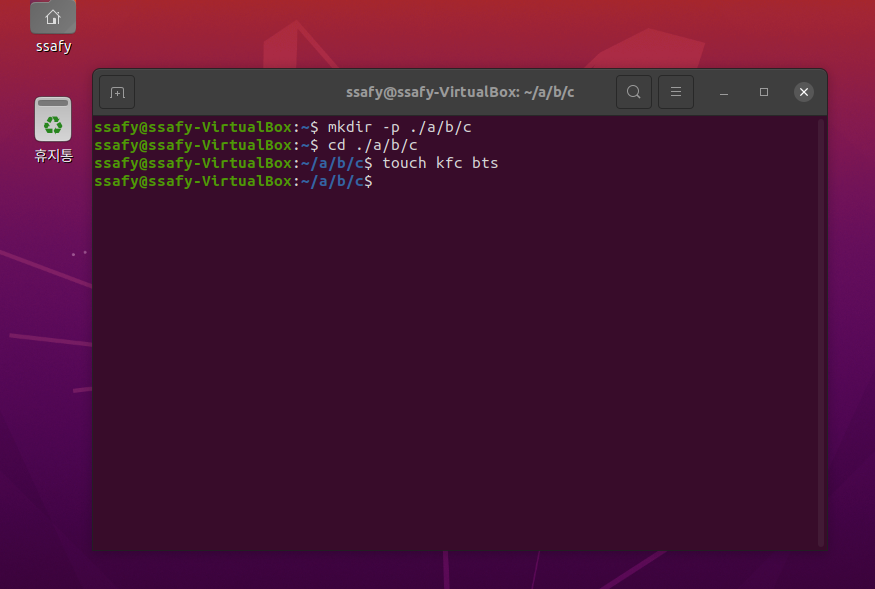 ssafy
휴지통
ssafy@ssafy-VirtualBox: ~/a/b/c
ssafy@ssafy-VirtualBox:~$ mkdir -p ./a/b/c
ssafy@ssafy-VirtualBox:~$ cd ./a/b/c
ssafy@ssafy-VirtualBox:~/a/b/c$ touch kfc bts
ssafy@ssafy-VirtualBox:~/a/b/c$